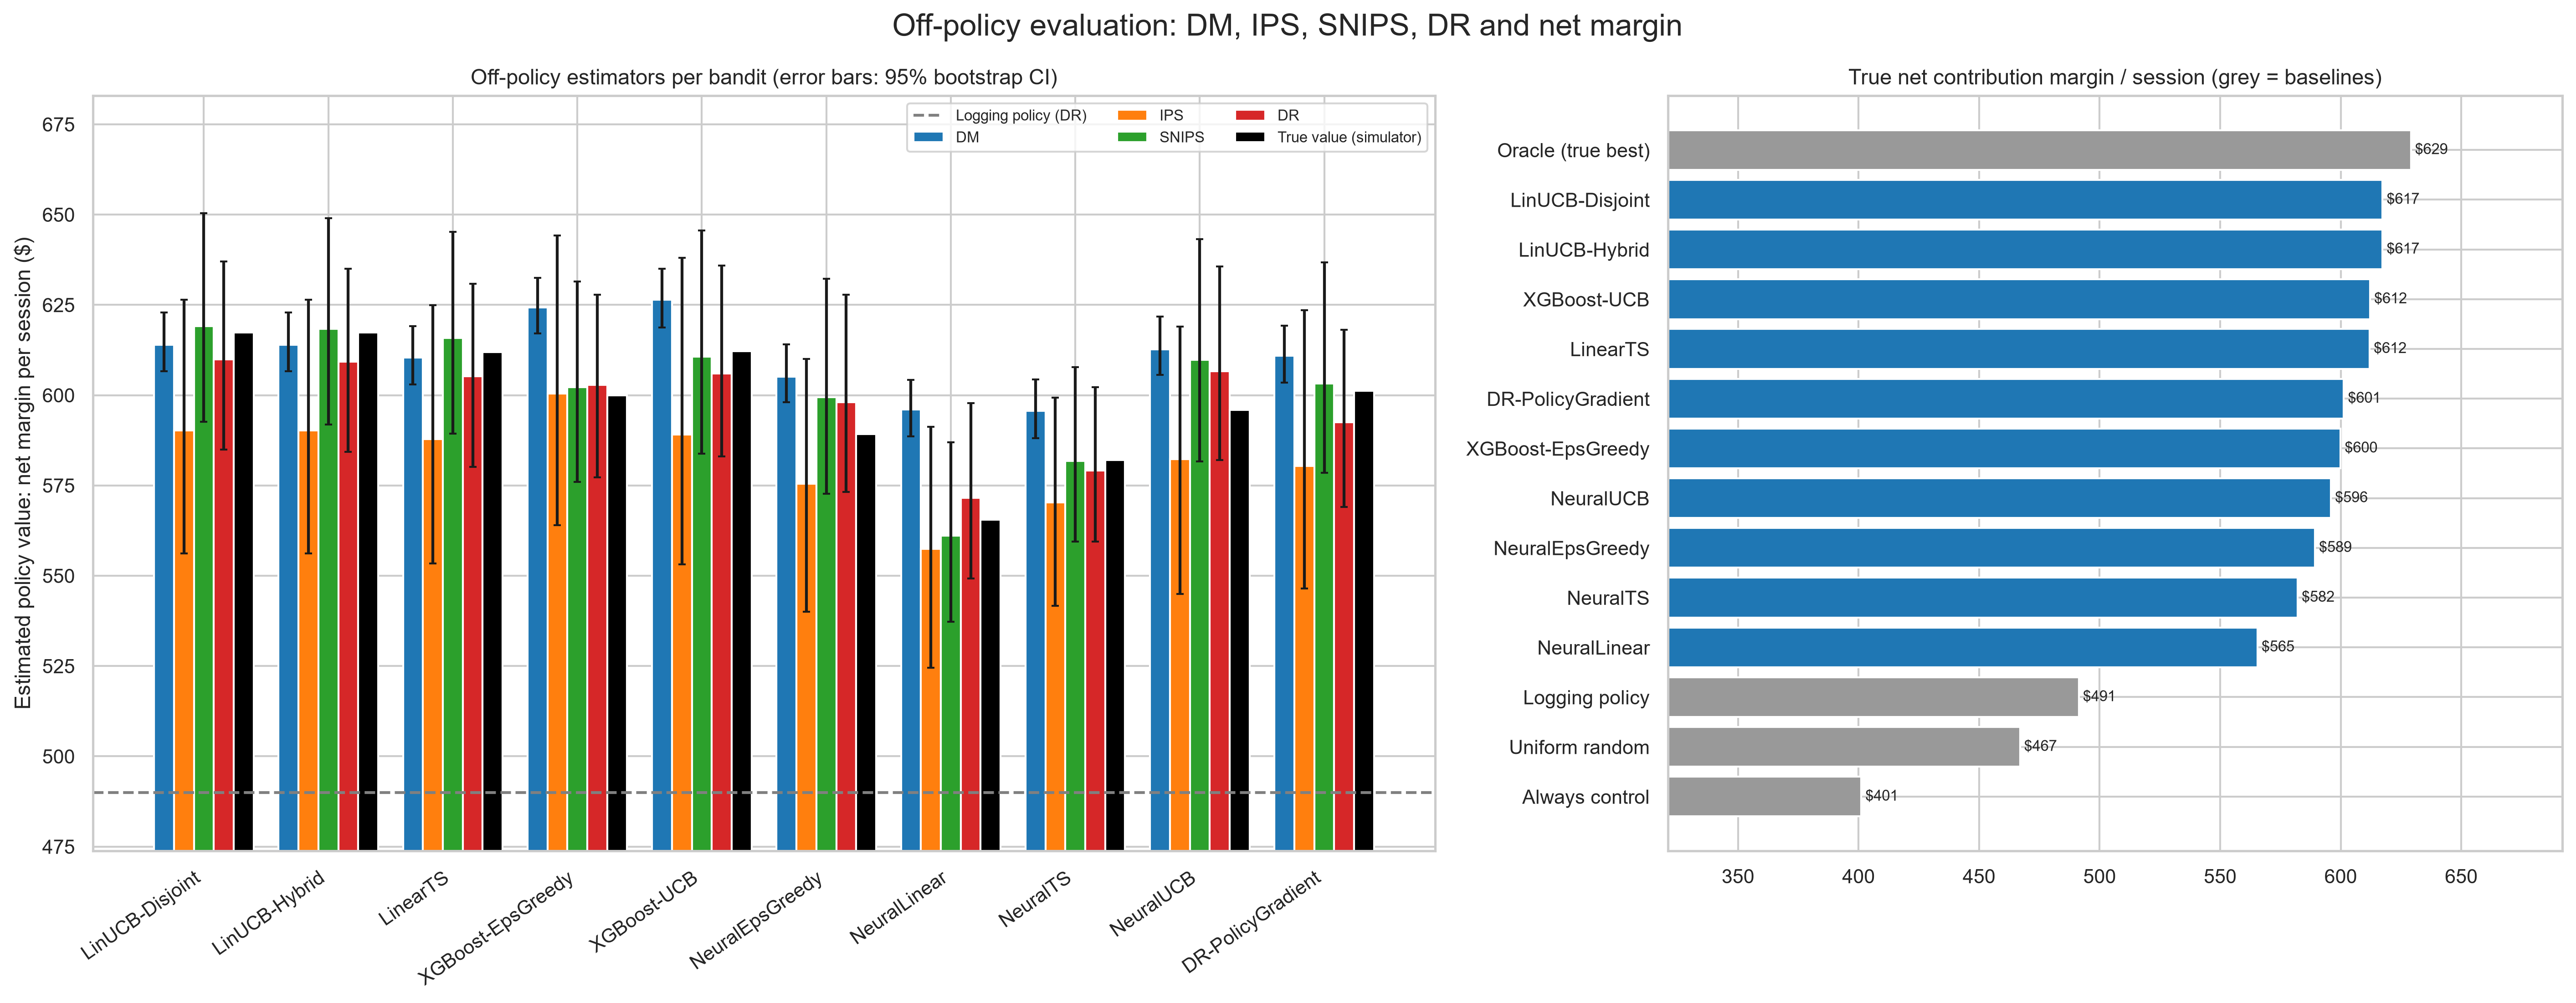 Off-policy evaluation: DM, IPS, SNIPS, DR and net margin
Off-policy estimators per bandit (error bars: 95% bootstrap CI)
Logging policy (DR)
DM
IPS
SNIPS
DR
True value (simulator)
Estimated policy value: net margin per session ($)
675
650
625
600
575
550
525
500
475
LinUCB-Disjoint
LinUCB-Hybrid
LinearTS
XGBoost-EpsGreedy
XGBoost-UCB
NeuralEpsGreedy
NeuralLinear
NeuralTS
NeuralUCB
DR-PolicyGradient
True net contribution margin / session (grey = baselines)
Oracle (true best) $629
LinUCB-Disjoint $617
LinUCB-Hybrid $617
XGBoost-UCB $612
LinearTS $612
DR-PolicyGradient $601
XGBoost-EpsGreedy $600
NeuralUCB $596
NeuralEpsGreedy $589
NeuralTS $582
NeuralLinear $565
Logging policy $491
Uniform random $467
Always control $401
350 400 450 500 550 600 650